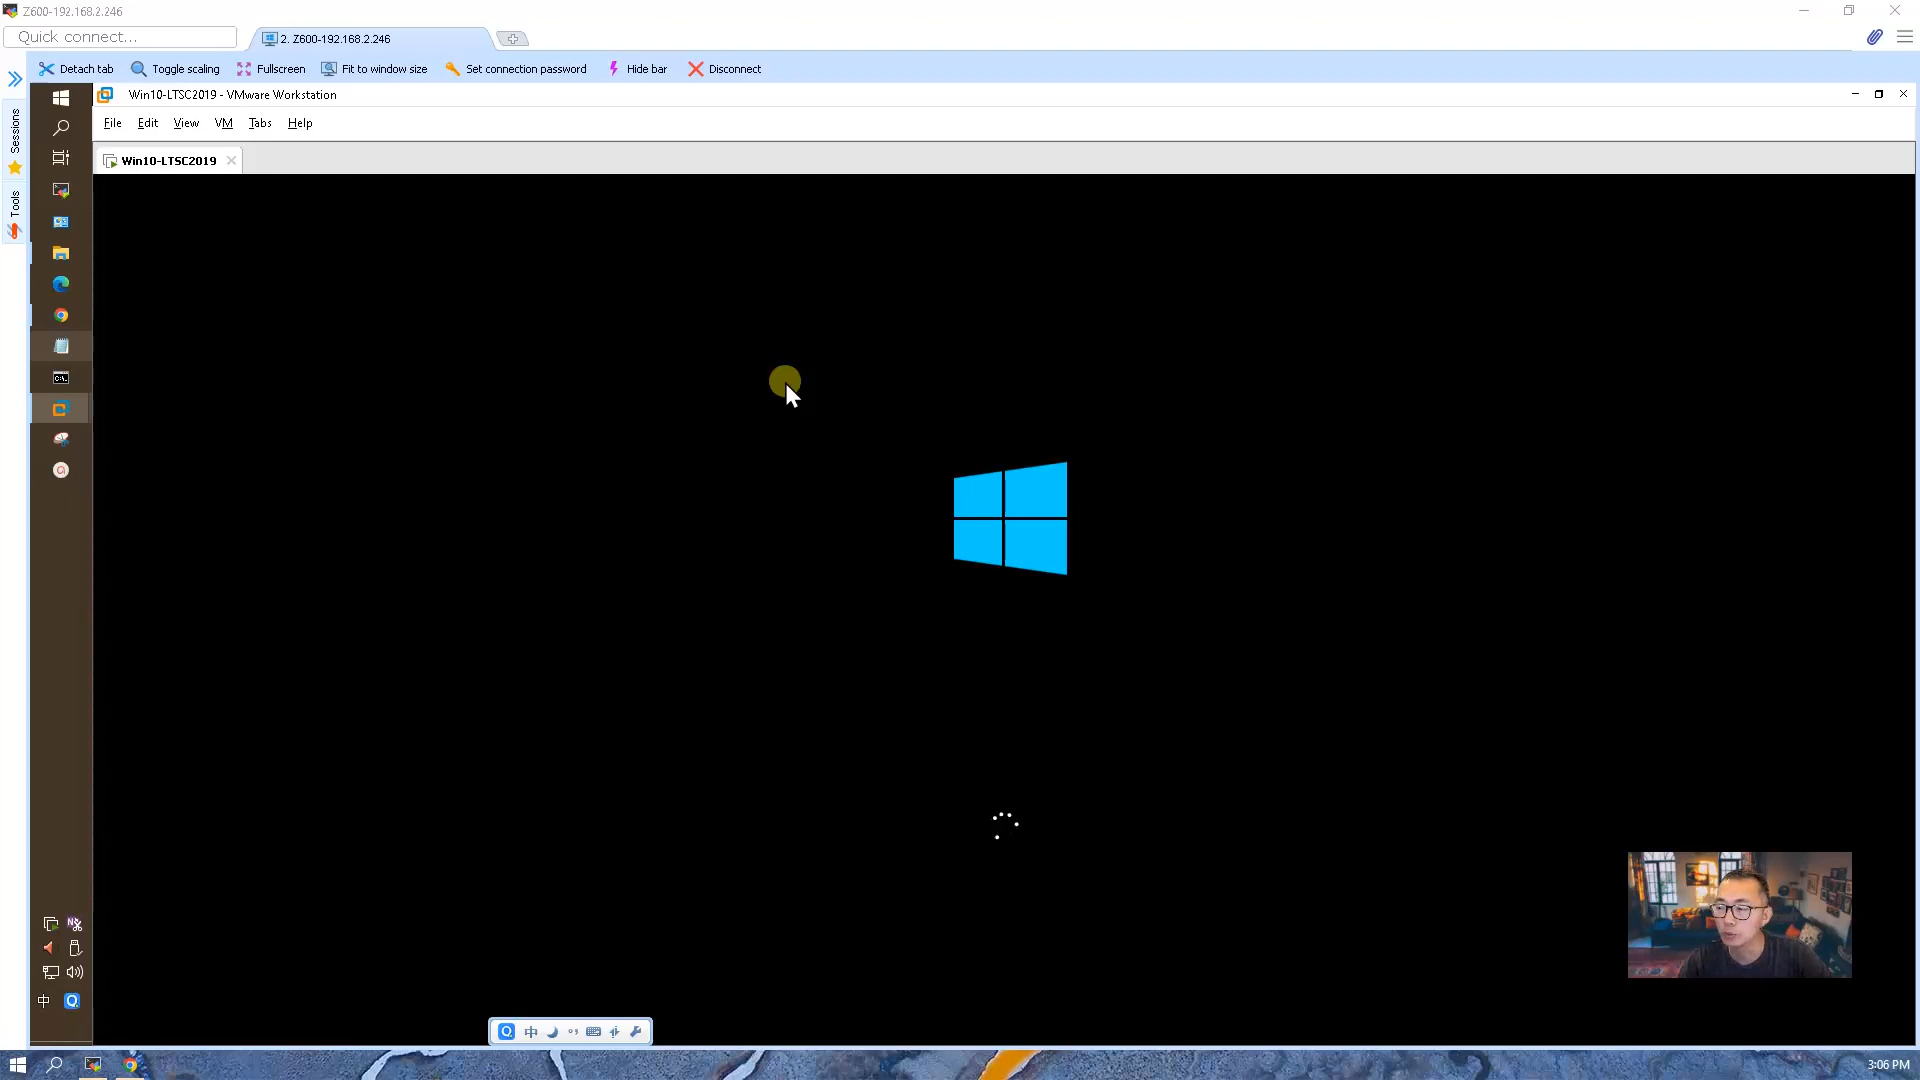 Z600-192.168.2.246
Quick connect...
2. Z600-192.168.2.246
Detach tab
Toggle scaling
Fullscreen
Fit to window size
Set connection password
Hide bar
Disconnect
Sessions
Tools
Win10-LTSC2019 - VMware Workstation
File Edit View VM Tabs Help
Win10-LTSC2019
中
中
3:06 PM